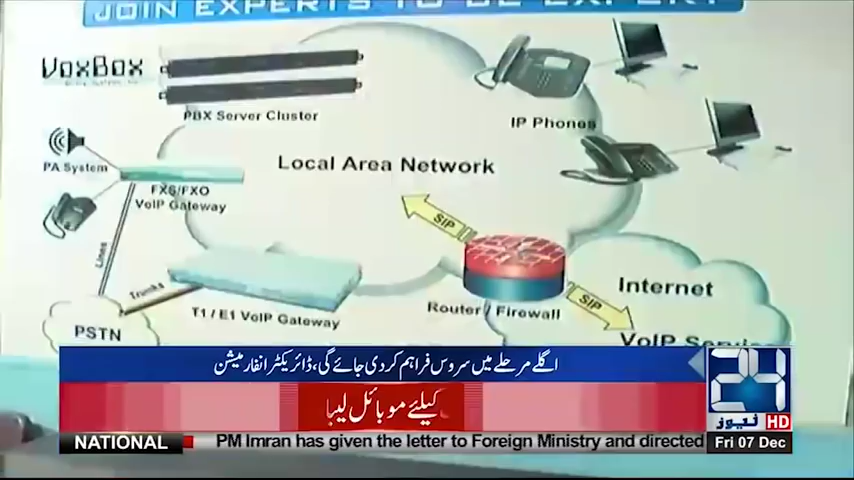 JOIN EXPERTS TO BE EXPERT
VoxBox
PBX Server Cluster
IP Phones
PA System
Local Area Network
FXS/FXO
VoIP Gateway
SIP
Lines
Trunks
Internet
SIP
T1 / E1 VoIP Gateway
Router / Firewall
PSTN
VoIP
اگلے مرحلے میں سروس فراہم کردی جائے گی، ڈائریکٹر انفارمیشن
کیلئے موبائل لیبا
24
نیوز HD
NATIONAL
PM Imran has given the letter to Foreign Ministry and directed
Fri 07 Dec